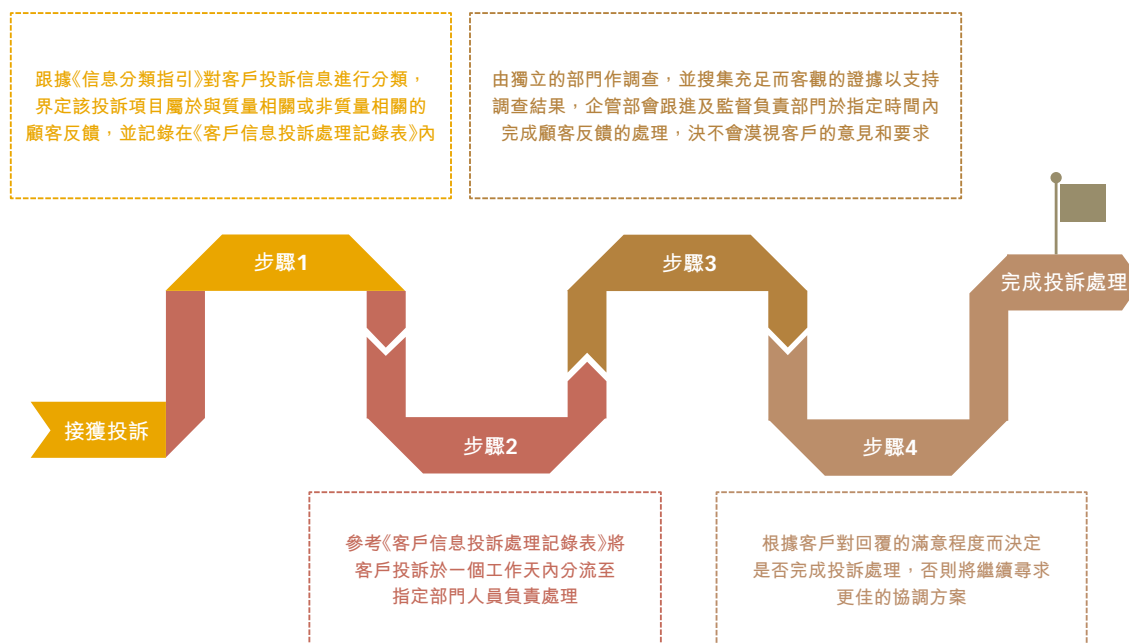 跟據《信息分類指引》對客戶投訴信息進行分類，
界定該投訴項目屬於與質量相關或非質量相關的
顧客反饋，並記錄在《客戶信息投訴處理記錄表》內
由獨立的部門作調查，並搜集充足而客觀的證據以支持
調查結果，企管部會跟進及監督負責部門於指定時間內
完成顧客反饋的處理，決不會漠視客戶的意見和要求
接獲投訴
步驟1
步驟2
步驟3
步驟4
完成投訴處理
參考《客戶信息投訴處理記錄表》將
客戶投訴於一個工作天內分流至
指定部門人員負責處理
根據客戶對回覆的滿意程度而決定
是否完成投訴處理，否則將繼續尋求
更佳的協調方案